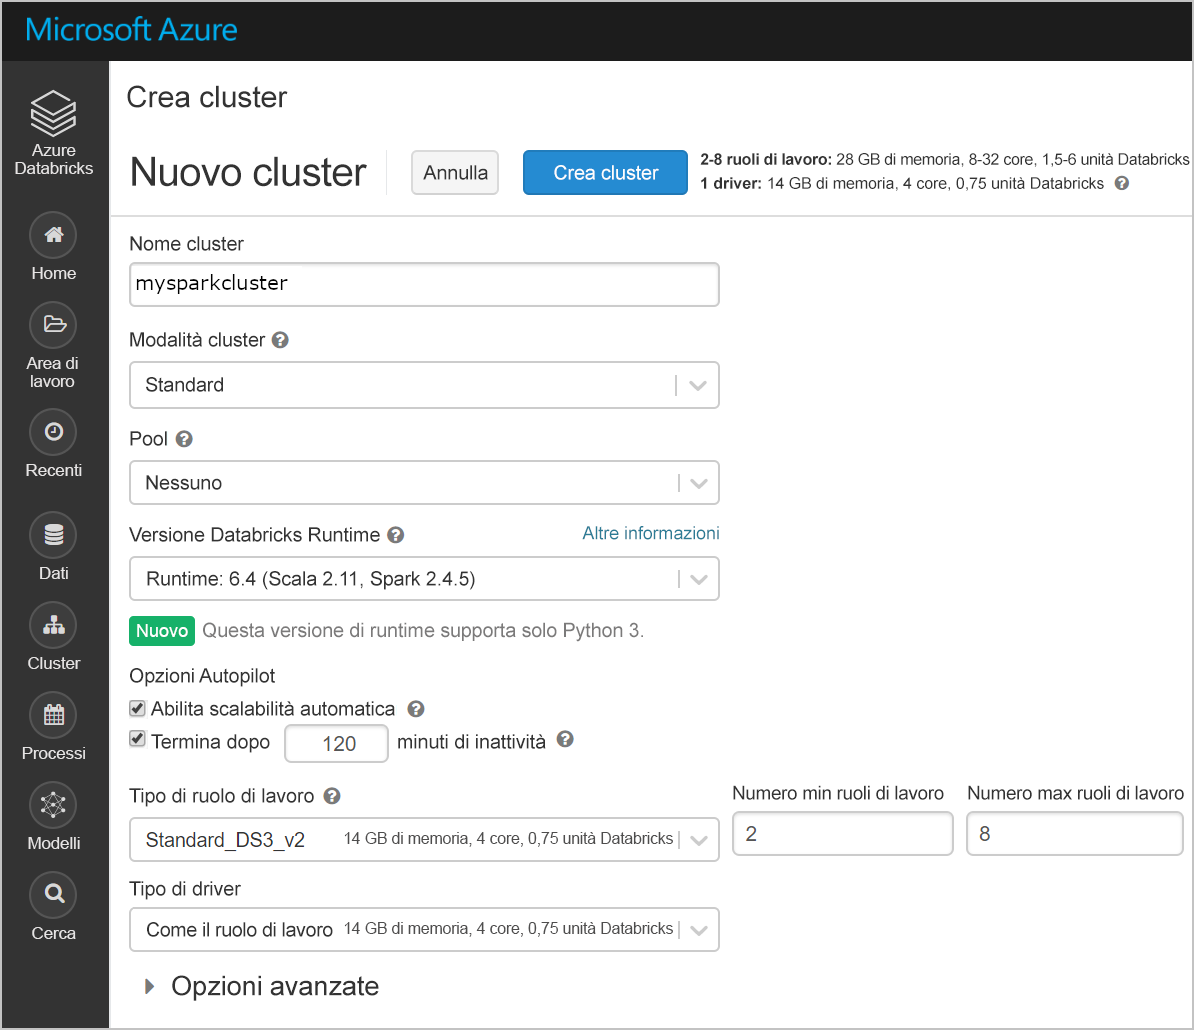 Microsoft Azure
Azure
Databricks
Home
Area di
lavoro
Recenti
Dati
Cluster
Processi
Modelli
Cerca
Crea cluster
Nuovo cluster
Annulla
Crea cluster
2-8 ruoli di lavoro: 28 GB di memoria, 8-32 core, 1,5-6 unità Databricks
1 driver: 14 GB di memoria, 4 core, 0,75 unità Databricks ?
Nome cluster
mysparkcluster
Modalità cluster ?
Standard
Pool ?
Nessuno
Versione Databricks Runtime ? Altre informazioni
Runtime: 6.4 (Scala 2.11, Spark 2.4.5)
Nuovo Questa versione di runtime supporta solo Python 3.
Opzioni Autopilot
Abilita scalabilità automatica ?
Termina dopo 120 minuti di inattività ?
Tipo di ruolo di lavoro ? Numero min ruoli di lavoro Numero max ruoli di lavoro
Standard_DS3_v2 14 GB di memoria, 4 core, 0,75 unità Databricks 2 8
Tipo di driver
Come il ruolo di lavoro 14 GB di memoria, 4 core, 0,75 unità Databricks
Opzioni avanzate